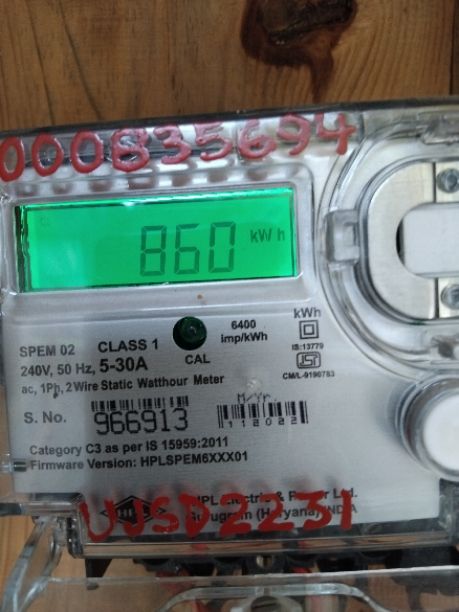 000835694
860 kWh
6400 imp/kWh
kWh
SPEM 02 CLASS 1
IS:13779
240V, 50 Hz, 5-30A
CAL
CM/L-9190783
ac, 1Ph, 2 Wire Static Watthour Meter
M/Yr.
S. No. 966913
112022
Category C3 as per IS 15959:2011
Firmware Version: HPLSPEM6XXX01
HPL Electric & Power Ltd.
Gurugram (Haryana) INDIA
UJSD2231